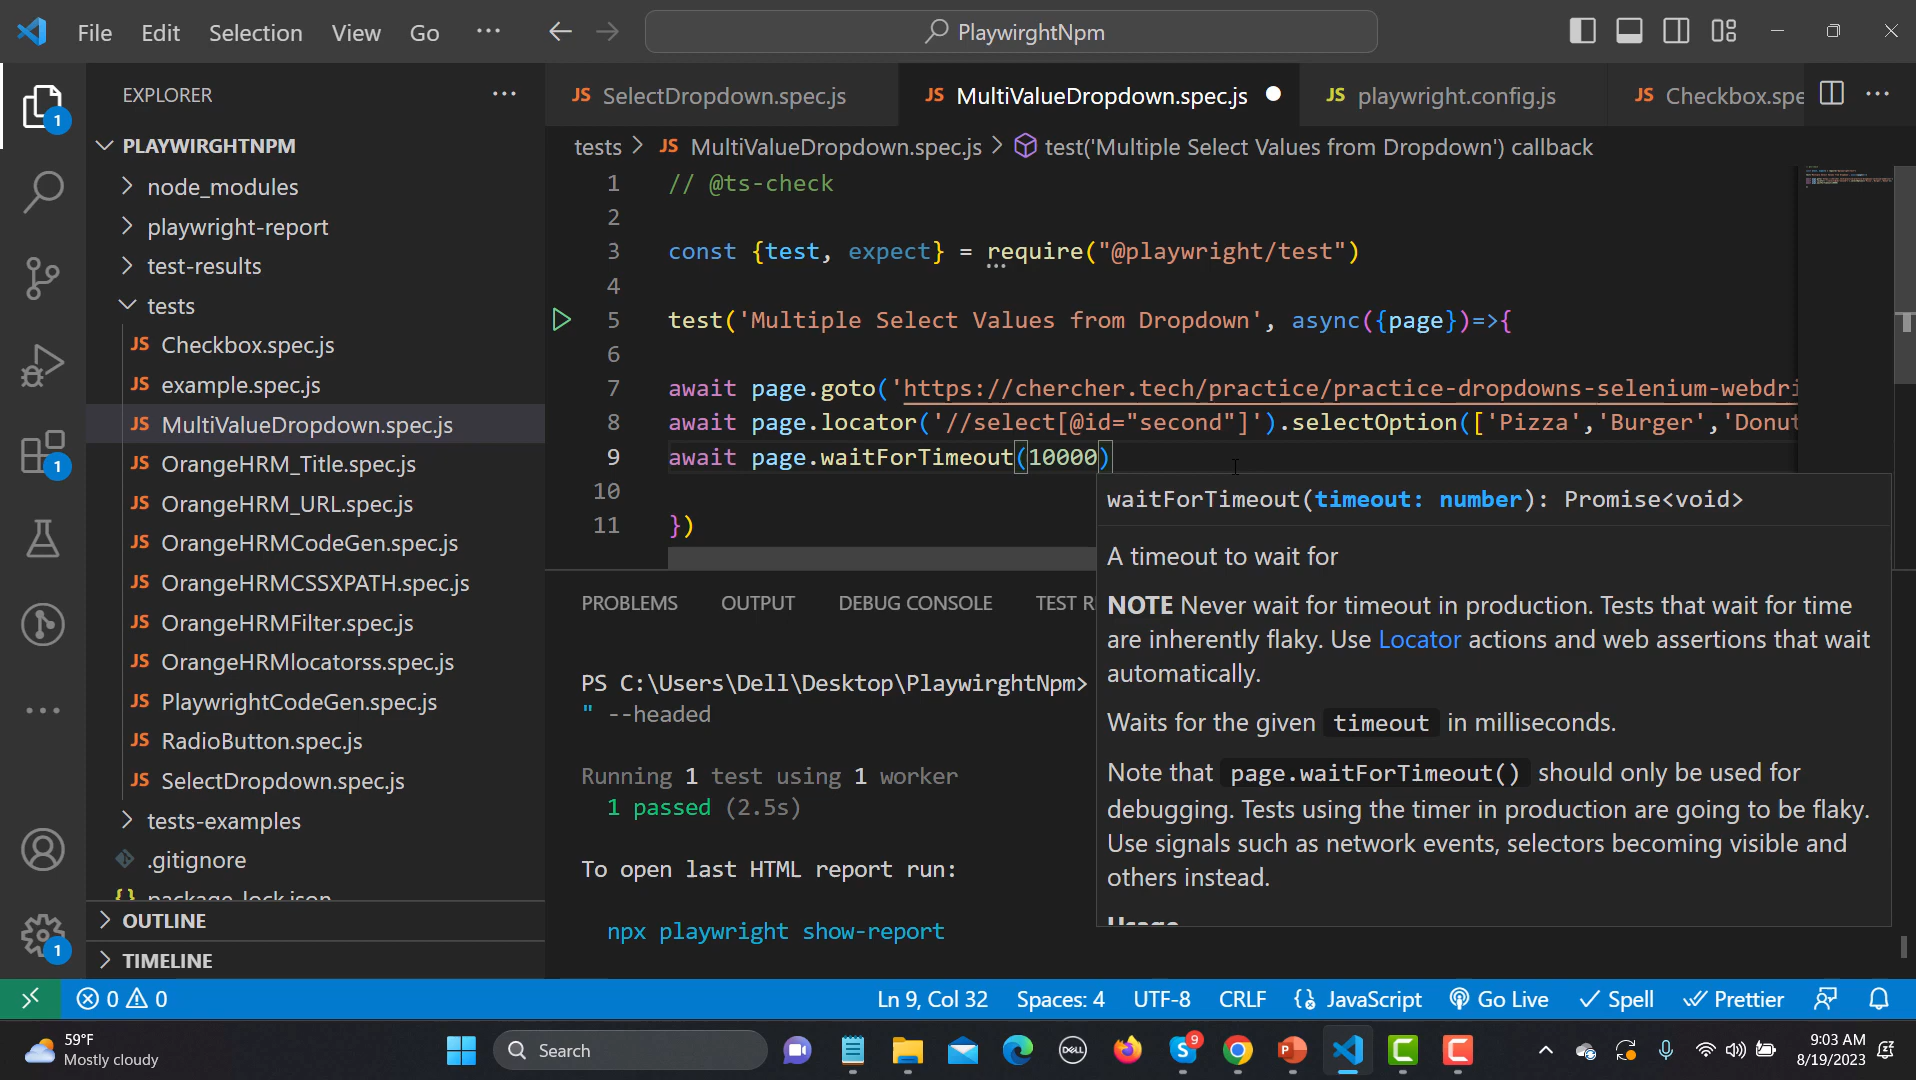 File Edit Selection View Go ··· PlaywirghtNpm
EXPLORER ···
SelectDropdown.spec.js MultiValueDropdown.spec.js playwright.config.js Checkbox.spe
tests > MultiValueDropdown.spec.js > test('Multiple Select Values from Dropdown') callback
PLAYWIRGHTNPM
node_modules
playwright-report
test-results
tests
JS Checkbox.spec.js
JS example.spec.js
JS MultiValueDropdown.spec.js
JS OrangeHRM_Title.spec.js
JS OrangeHRM_URL.spec.js
JS OrangeHRMCodeGen.spec.js
JS OrangeHRMCSSXPATH.spec.js
JS OrangeHRMFilter.spec.js
JS OrangeHRMlocatorss.spec.js
JS PlaywrightCodeGen.spec.js
JS RadioButton.spec.js
JS SelectDropdown.spec.js
tests-examples
.gitignore
{} package-lock.json
OUTLINE
TIMELINE
1 // @ts-check
2
3 const {test, expect} = require("@playwright/test")
4
5 test('Multiple Select Values from Dropdown', async({page})=>{
6
7 await page.goto('https://chercher.tech/practice/practice-dropdowns-selenium-webdri
8 await page.locator('//select[@id="second"]').selectOption(['Pizza','Burger','Donut
9 await page.waitForTimeout(10000)
10
11 })
waitForTimeout(timeout: number): Promise<void>
A timeout to wait for
NOTE Never wait for timeout in production. Tests that wait for time
are inherently flaky. Use Locator actions and web assertions that wait
automatically.
Waits for the given timeout in milliseconds.
Note that page.waitForTimeout() should only be used for
debugging. Tests using the timer in production are going to be flaky.
Use signals such as network events, selectors becoming visible and
others instead.
Usage
PROBLEMS OUTPUT DEBUG CONSOLE TEST R
PS C:\Users\Dell\Desktop\PlaywirghtNpm>
" --headed
Running 1 test using 1 worker
1 passed (2.5s)
To open last HTML report run:
npx playwright show-report
0 0 Ln 9, Col 32 Spaces: 4 UTF-8 CRLF JavaScript Go Live Spell Prettier
59°F
Mostly cloudy
Search
9:03 AM
8/19/2023